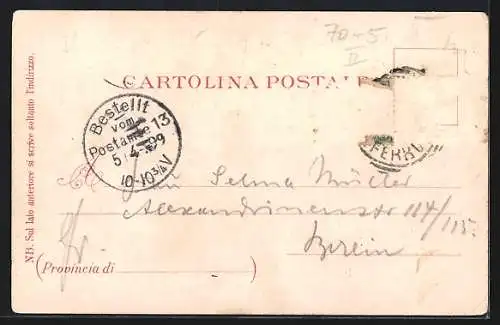 70-5
II
CARTOLINA POSTALE
Bestellt
vom
Postamte 13
5.4.99
10-10¾V
FERRO
Selma Müller
Alexandrinenstr 114/115.
Berlin
(Provincia di )
NB. Sul lato anteriore si scrive soltanto l'indirizzo.